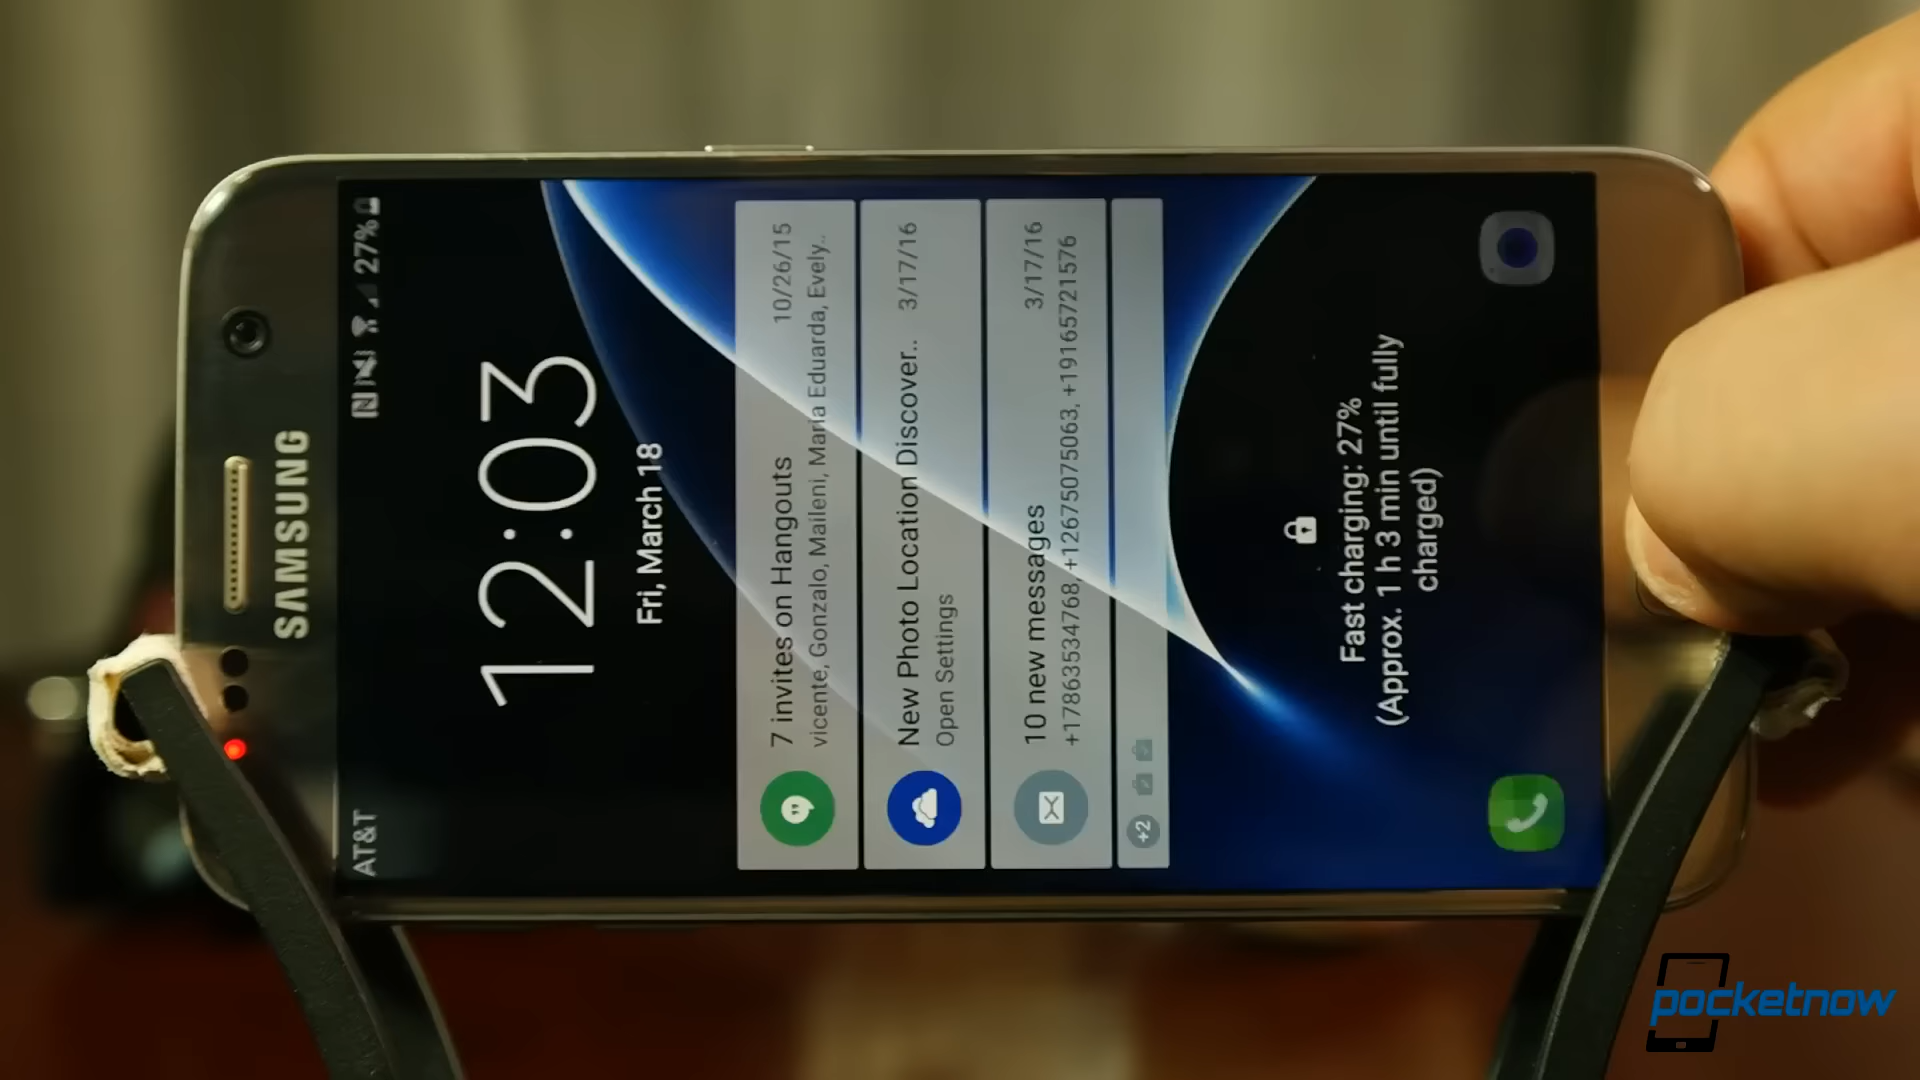 SAMSUNG
AT&T
27%
12:03
Fri, March 18
7 invites on Hangouts
10/26/15
vicente, Gonzalo, Maileni, Maria Eduarda, Evely..
New Photo Location Discover..
3/17/16
Open Settings
10 new messages
3/17/16
+17863534768, +12675075063, +19165721576
+2
Fast charging: 27%
(Approx. 1 h 3 min until fully
charged)
pocketnow